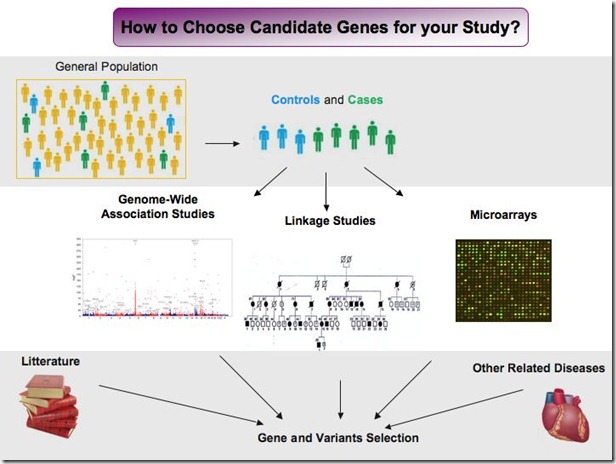 How to Choose Candidate Genes for your Study?
General Population
Controls and Cases
Genome-Wide
Association Studies
Linkage Studies
Microarrays
Litterature
Other Related Diseases
Gene and Variants Selection